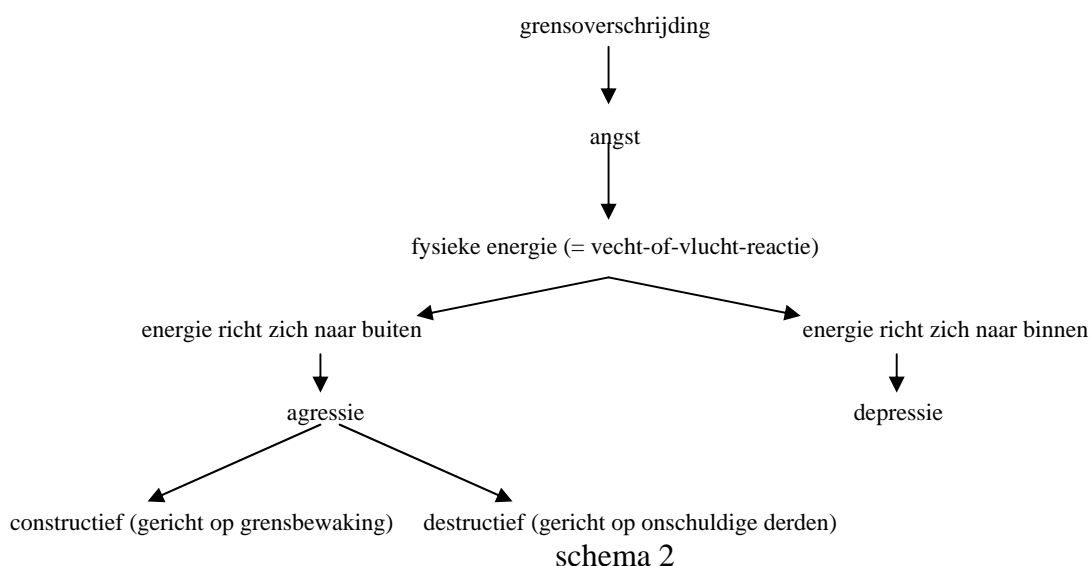 grensoverschrijding
angst
fysieke energie (= vecht-of-vlucht-reactie)
energie richt zich naar buiten
energie richt zich naar binnen
agressie
depressie
constructief (gericht op grensbewaking)
destructief (gericht op onschuldige derden)
schema 2